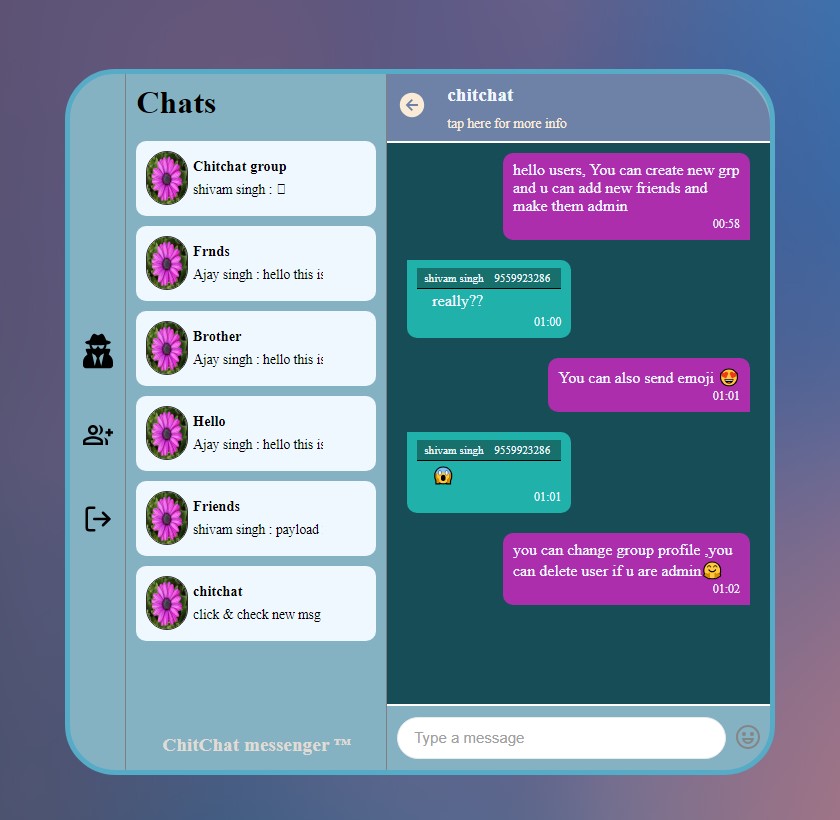 Chats
Chitchat group
shivam singh :
Frnds
Ajay singh : hello this is
Brother
Ajay singh : hello this is
Hello
Ajay singh : hello this is
Friends
shivam singh : payload
chitchat
click & check new msg
ChitChat messenger ™
chitchat
tap here for more info
hello users, You can create new grp
and u can add new friends and
make them admin
00:58
shivam singh 9559923286
really??
01:00
You can also send emoji 😍
01:01
shivam singh 9559923286
😱
01:01
you can change group profile ,you
can delete user if u are admin🤗
01:02
Type a message